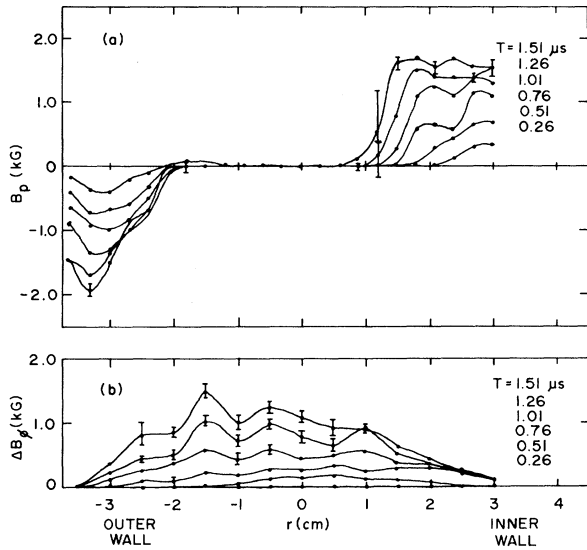 (a)
2.0
1.0
0
-1.0
-2.0
Bp (kG)
T = 1.51 μs
1.26
1.01
0.76
0.51
0.26
(b)
2.0
1.0
0
ΔBϕ (kG)
T = 1.51 μs
1.26
1.01
0.76
0.51
0.26
-3 -2 -1 0 1 2 3 4
OUTER WALL
r (cm)
INNER WALL